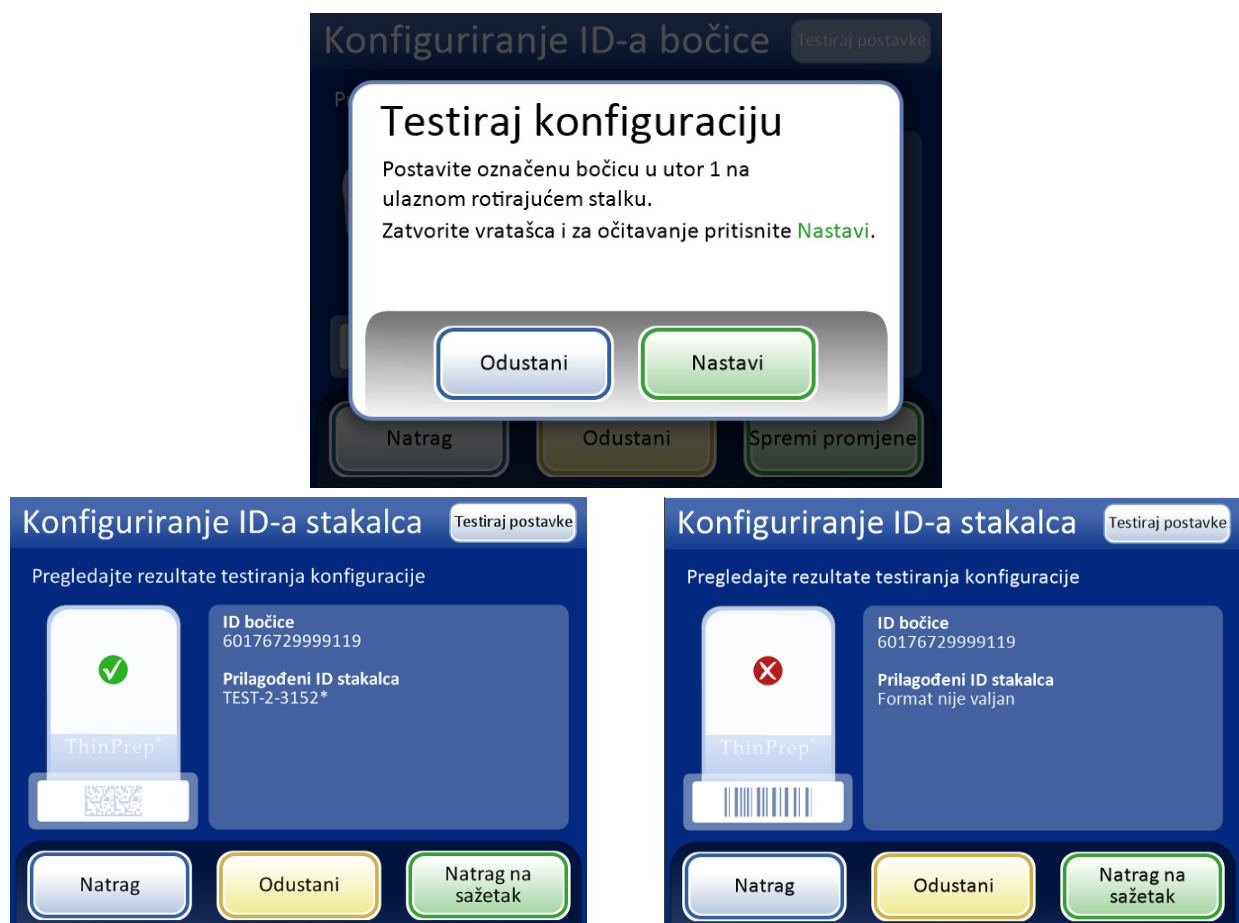 Konfiguriranje ID-a bočice
Testiraj postavke
P
Testiraj konfiguraciju
Postavite označenu bočicu u utor 1 na
ulaznom rotirajućem stalku.
Zatvorite vratašca i za očitavanje pritisnite Nastavi.
Odustani
Nastavi
Natrag
Odustani
Spremi promjene
Konfiguriranje ID-a stakalca
Testiraj postavke
Pregledajte rezultate testiranja konfiguracije
ID bočice
60176729999119
Prilagođeni ID stakalca
TEST-2-3152*
ThinPrep®
Natrag
Odustani
Natrag na
sažetak
Konfiguriranje ID-a stakalca
Testiraj postavke
Pregledajte rezultate testiranja konfiguracije
ID bočice
60176729999119
Prilagođeni ID stakalca
Format nije valjan
ThinPrep®
Natrag
Odustani
Natrag na
sažetak